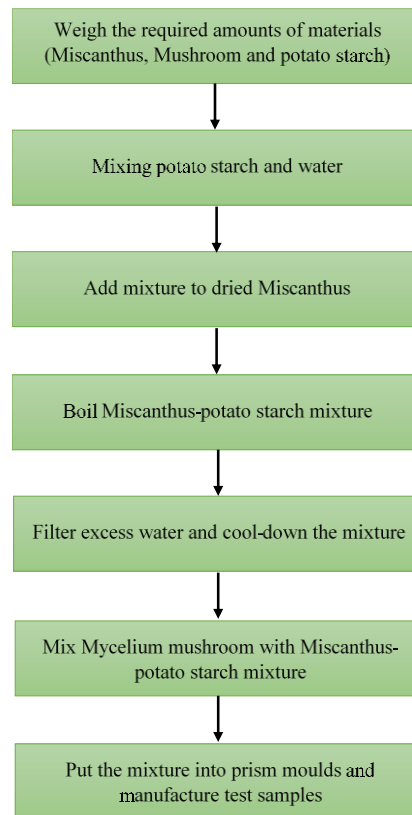 Weigh the required amounts of materials
(Miscanthus, Mushroom and potato starch)
Mixing potato starch and water
Add mixture to dried Miscanthus
Boil Miscanthus-potato starch mixture
Filter excess water and cool-down the mixture
Mix Mycelium mushroom with Miscanthus-
potato starch mixture
Put the mixture into prism moulds and
manufacture test samples